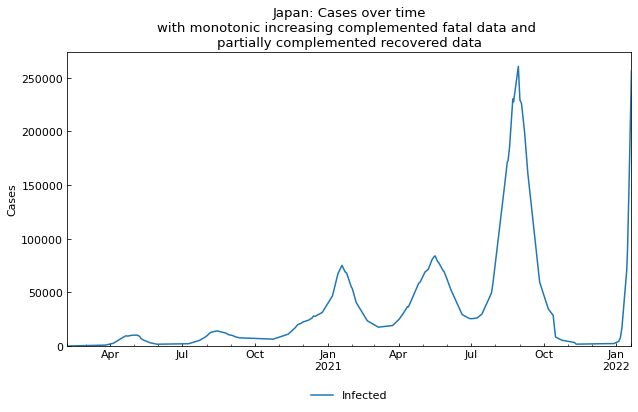 Japan: Cases over time
with monotonic increasing complemented fatal data and
partially complemented recovered data
250000
200000
150000
100000
50000
0
Cases
Apr Jul Oct Jan Apr Jul Oct Jan
2021 2022
Infected